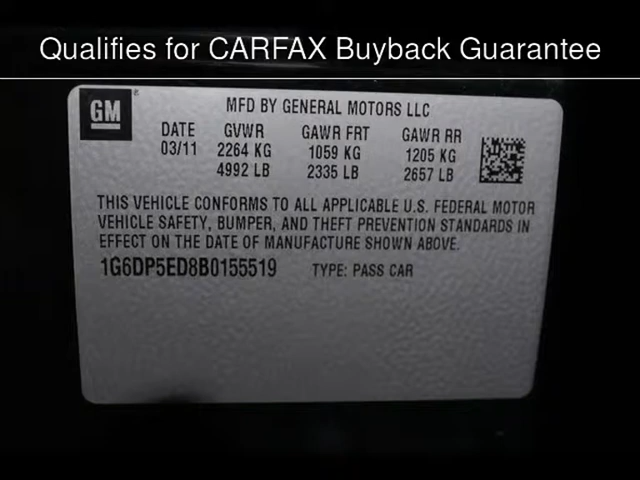 Qualifies for CARFAX Buyback Guarantee
GM ®
MFD BY GENERAL MOTORS LLC
DATE GVWR GAWR FRT GAWR RR
03/11 2264 KG 1059 KG 1205 KG
4992 LB 2335 LB 2657 LB
THIS VEHICLE CONFORMS TO ALL APPLICABLE U.S. FEDERAL MOTOR
VEHICLE SAFETY, BUMPER, AND THEFT PREVENTION STANDARDS IN
EFFECT ON THE DATE OF MANUFACTURE SHOWN ABOVE.
1G6DP5ED8B0155519 TYPE: PASS CAR